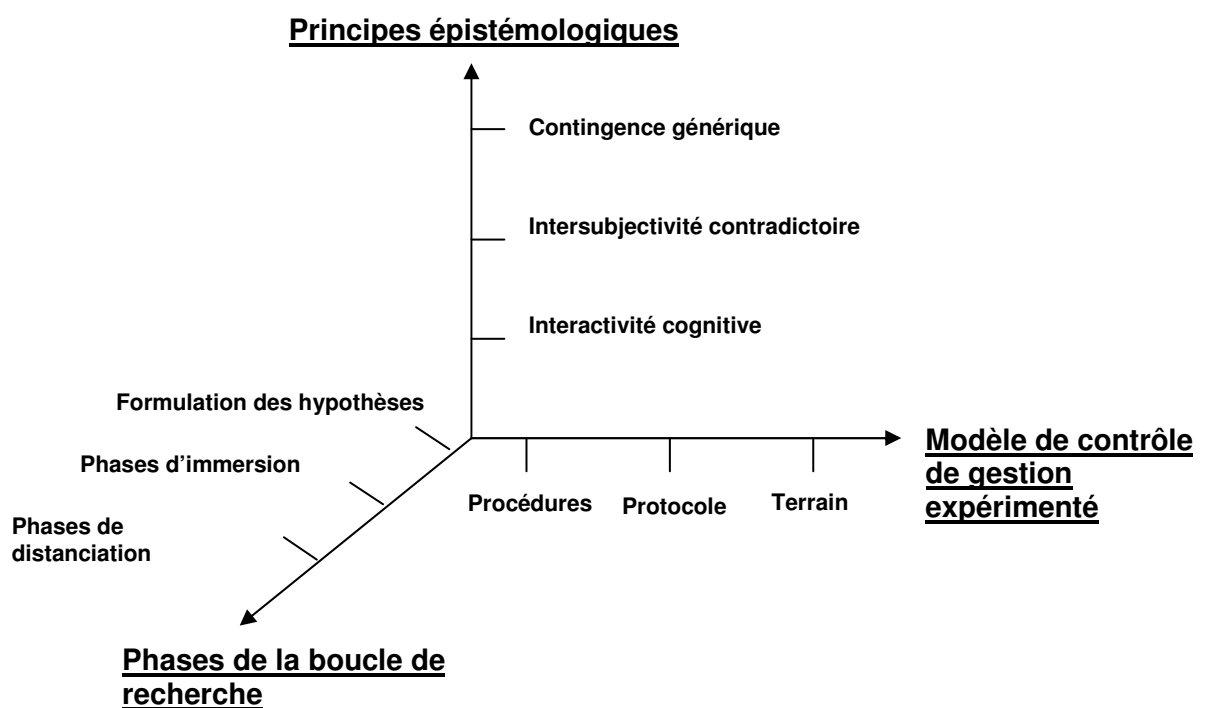 Principes épistémologiques
Contingence générique
Intersubjectivité contradictoire
Interactivité cognitive
Formulation des hypothèses
Phases d'immersion
Phases de
distanciation
Procédures
Protocole
Terrain
Modèle de contrôle
de gestion
expérimenté
Phases de la boucle de
recherche